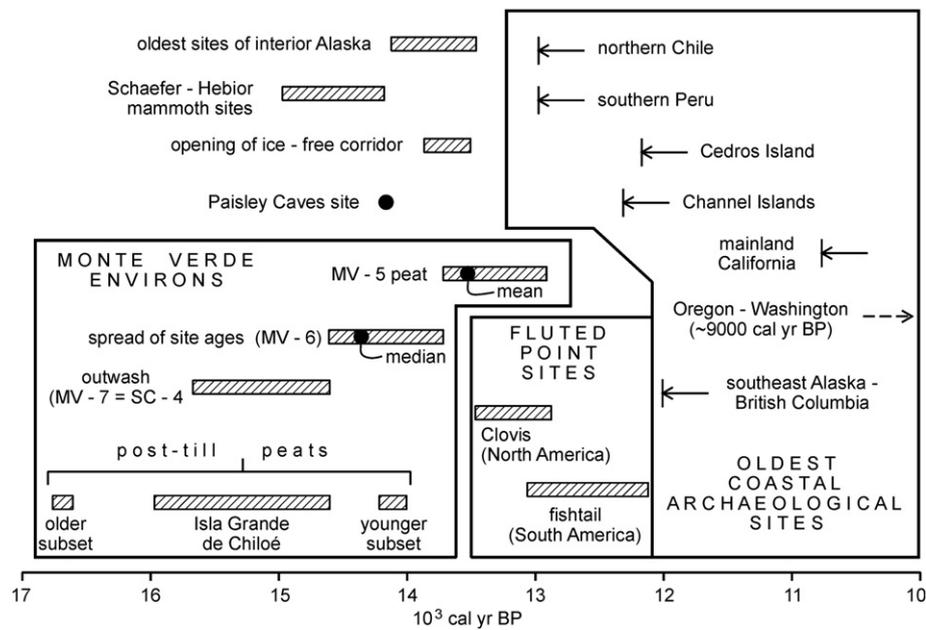 oldest sites of interior Alaska
Schaefer - Hebior
mammoth sites
opening of ice - free corridor
Paisley Caves site
northern Chile
southern Peru
Cedros Island
Channel Islands
mainland
California
Oregon - Washington
(~9000 cal yr BP)
southeast Alaska -
British Columbia
OLDEST
COASTAL
ARCHAEOLOGICAL
SITES
MONTE VERDE
ENVIRONS
MV - 5 peat
mean
spread of site ages (MV - 6)
median
outwash
(MV - 7 = SC - 4
post-till peats
older
subset
Isla Grande
de Chiloé
younger
subset
FLUTED
POINT
SITES
Clovis
(North America)
fishtail
(South America)
17 16 15 14 13 12 11 10
10³ cal yr BP